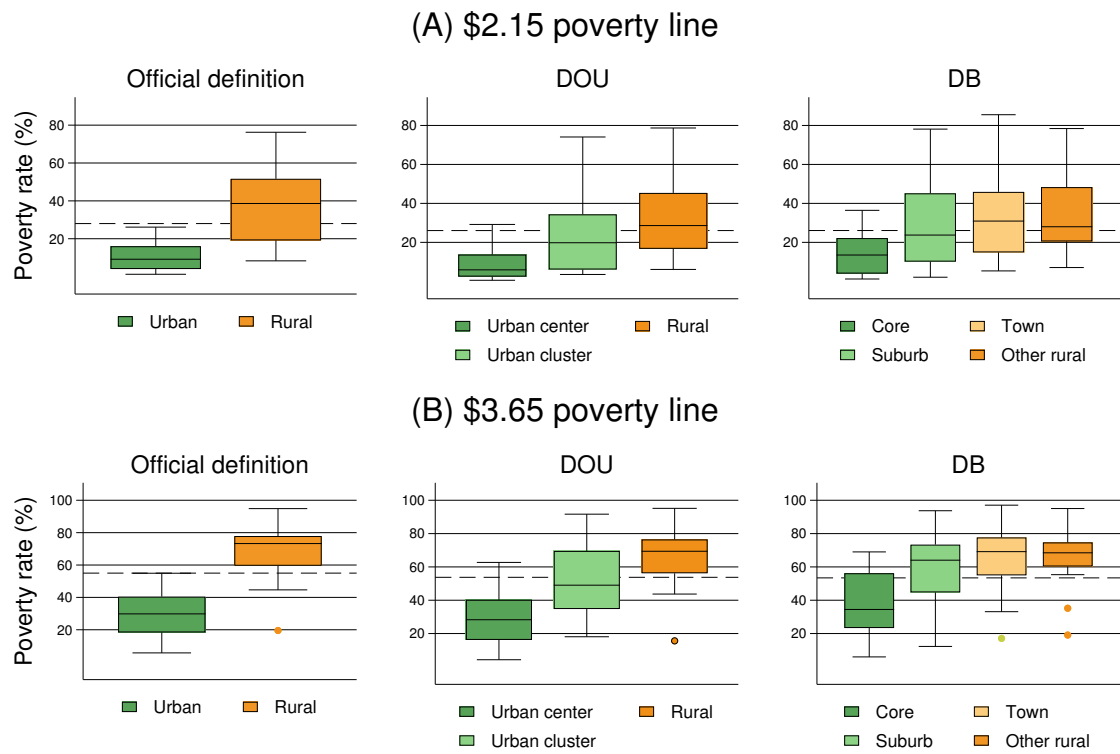 (A) $2.15 poverty line
Official definition
DOU
DB
Poverty rate (%)
80
60
40
20
80
60
40
20
80
60
40
20
Urban
Rural
Urban center
Rural
Urban cluster
Core
Town
Suburb
Other rural
(B) $3.65 poverty line
Official definition
DOU
DB
Poverty rate (%)
100
80
60
40
20
100
80
60
40
20
100
80
60
40
20
Urban
Rural
Urban center
Rural
Urban cluster
Core
Town
Suburb
Other rural